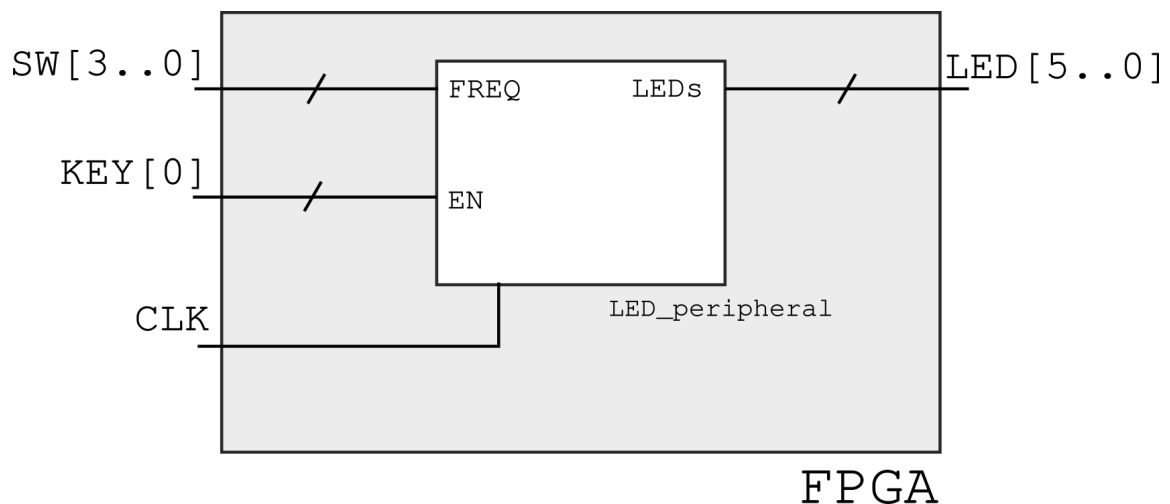 SW[3..0]
LED[5..0]
FREQ
LEDs
KEY[0]
EN
LED_peripheral
CLK
FPGA